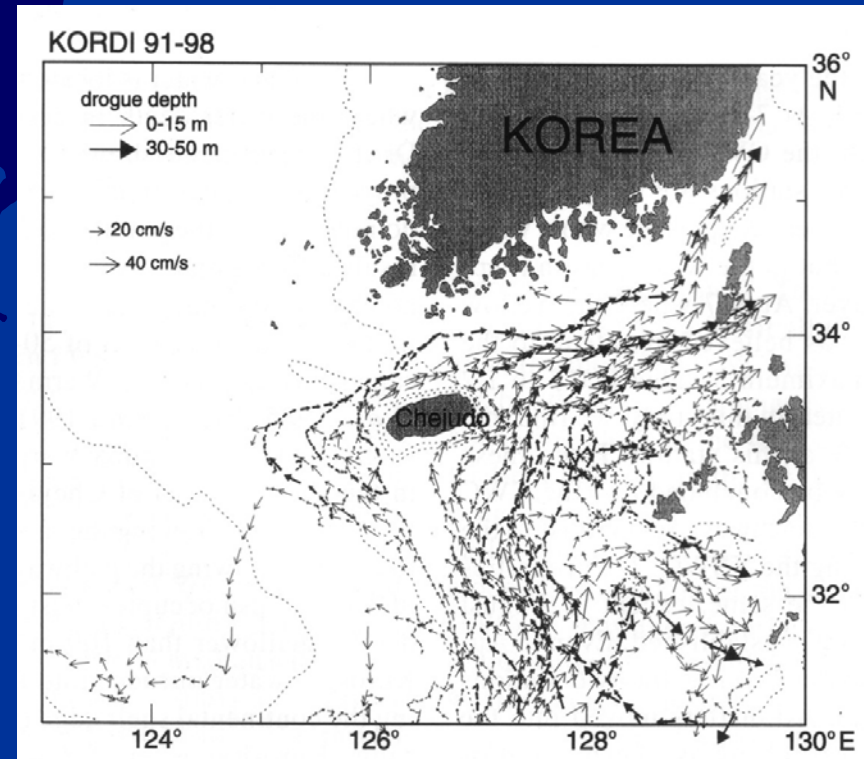 KORDI 91-98
drogue depth
0-15 m
30-50 m
20 cm/s
40 cm/s
KOREA
Chejudo
36°
N
34°
32°
124°
126°
128°
130°E